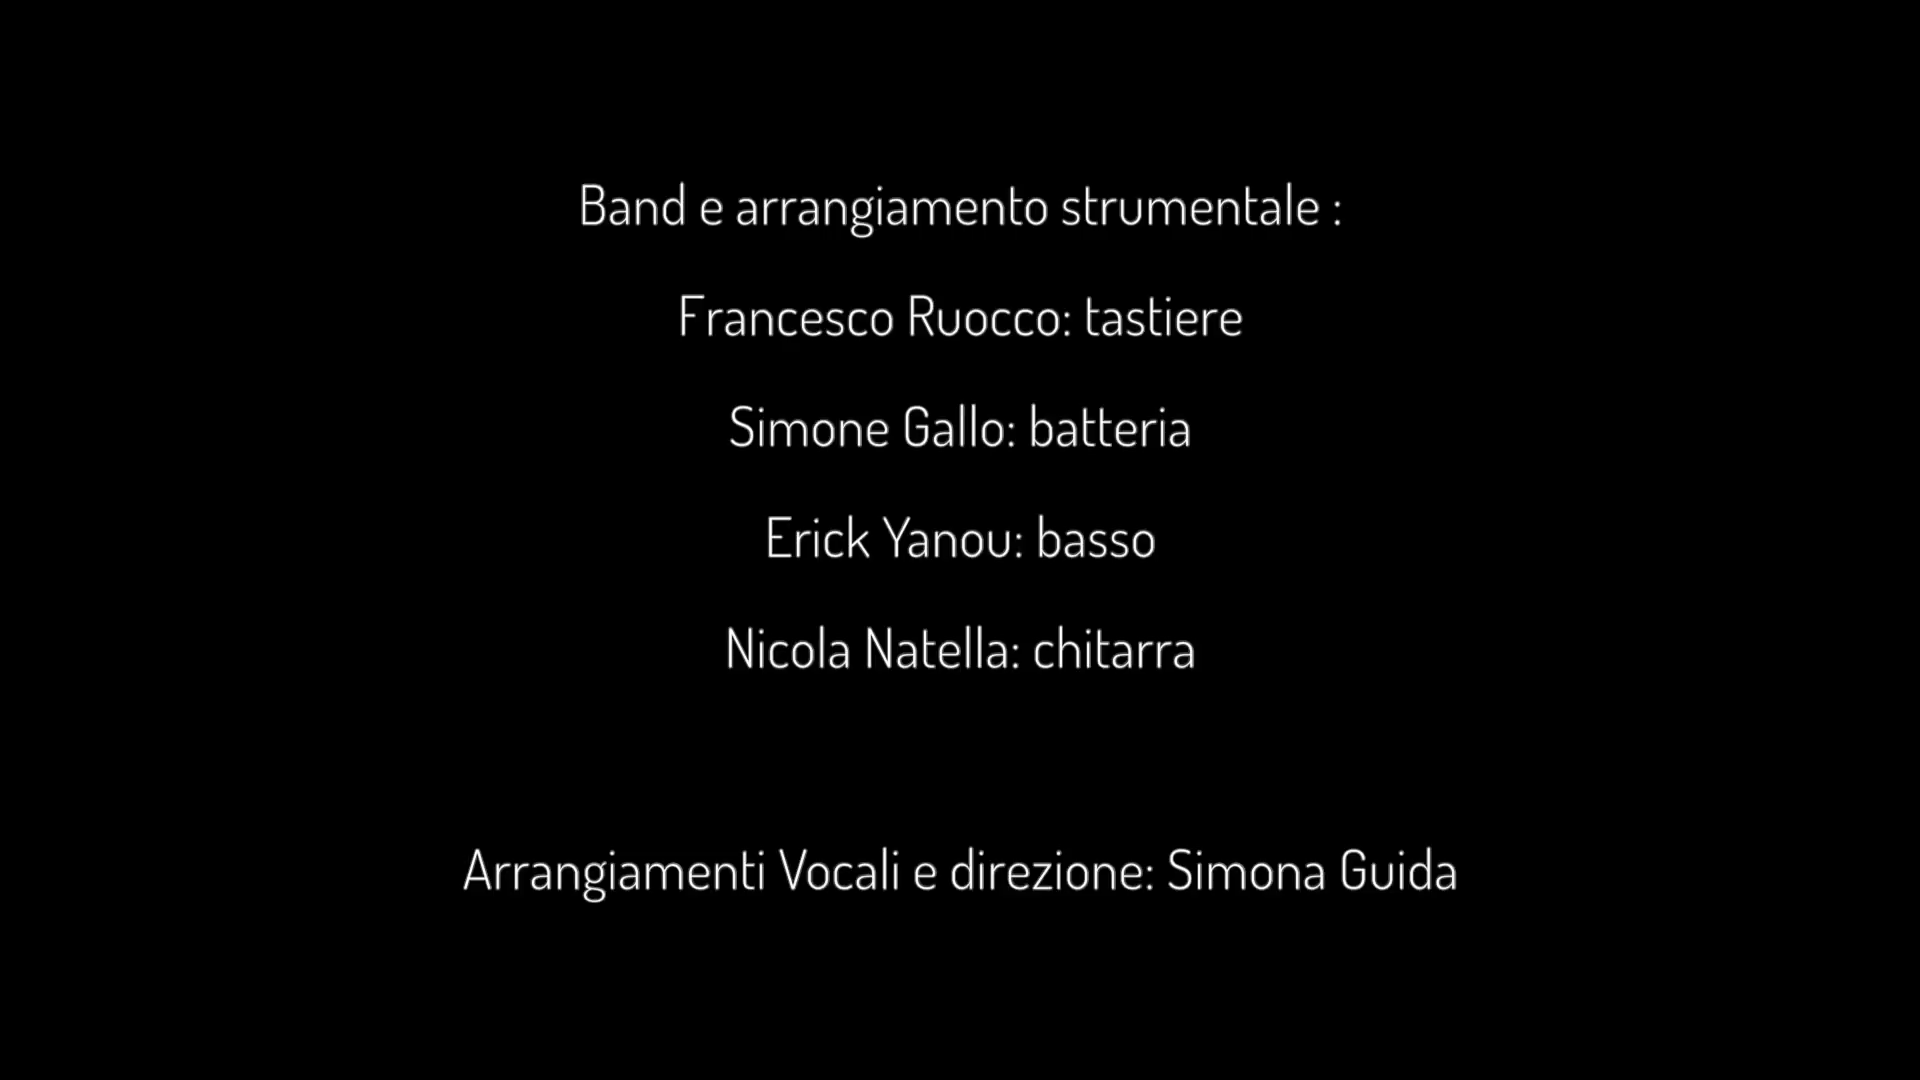 Band e arrangiamento strumentale :
Francesco Ruocco: tastiere
Simone Gallo: batteria
Erick Yanou: basso
Nicola Natella: chitarra
Arrangiamenti Vocali e direzione: Simona Guida